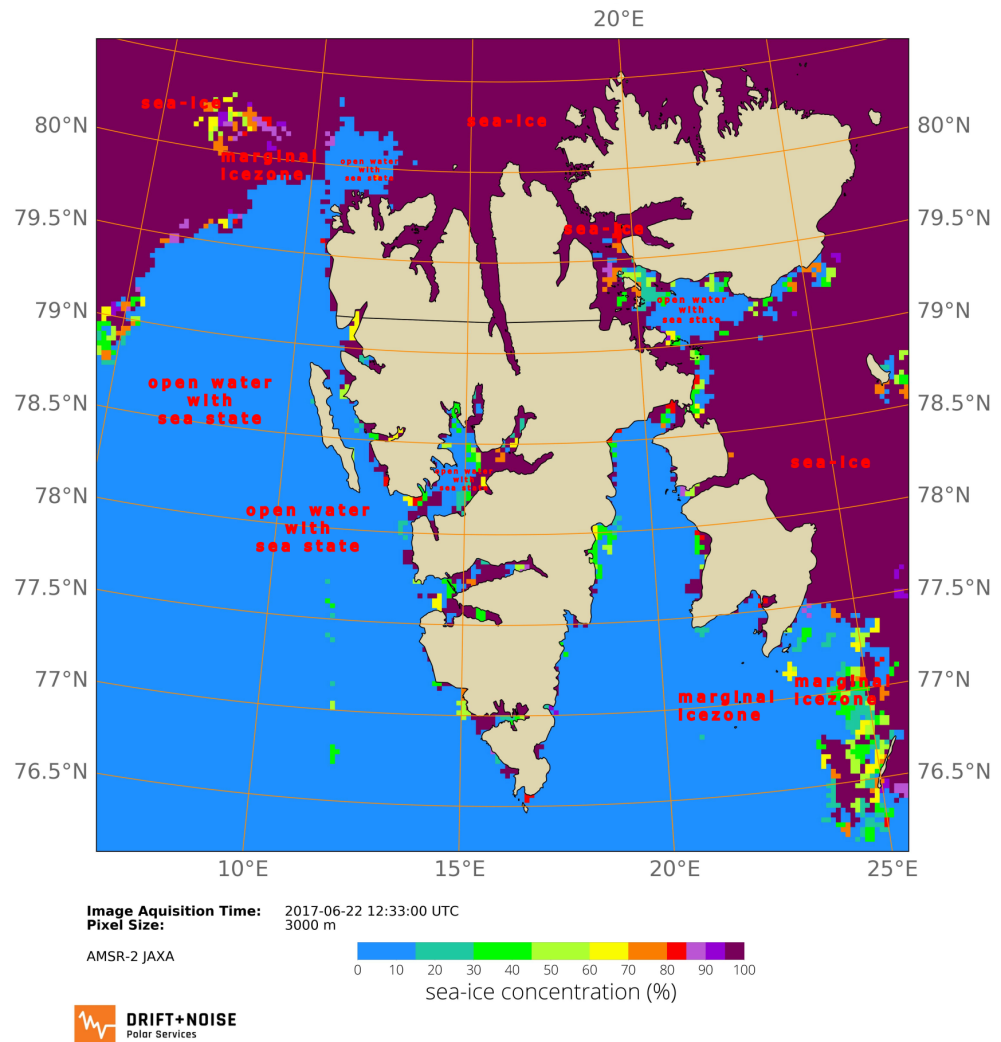 20°E
sea-ice
sea-ice
80°N
80°N
marginal
icezone
open water
with
sea state
79.5°N
79.5°N
sea-ice
79°N
79°N
open water
with
sea state
open water
with
sea state
78.5°N
78.5°N
sea-ice
open water
with
sea state
78°N
78°N
open water
with
sea state
77.5°N
77.5°N
77°N
77°N
marginal
icezone
marginal
icezone
76.5°N
76.5°N
10°E
15°E
20°E
25°E
Image Aquisition Time: 2017-06-22 12:33:00 UTC
Pixel Size: 3000 m
AMSR-2 JAXA
0 10 20 30 40 50 60 70 80 90 100
sea-ice concentration (%)
DRIFT+NOISE
Polar Services